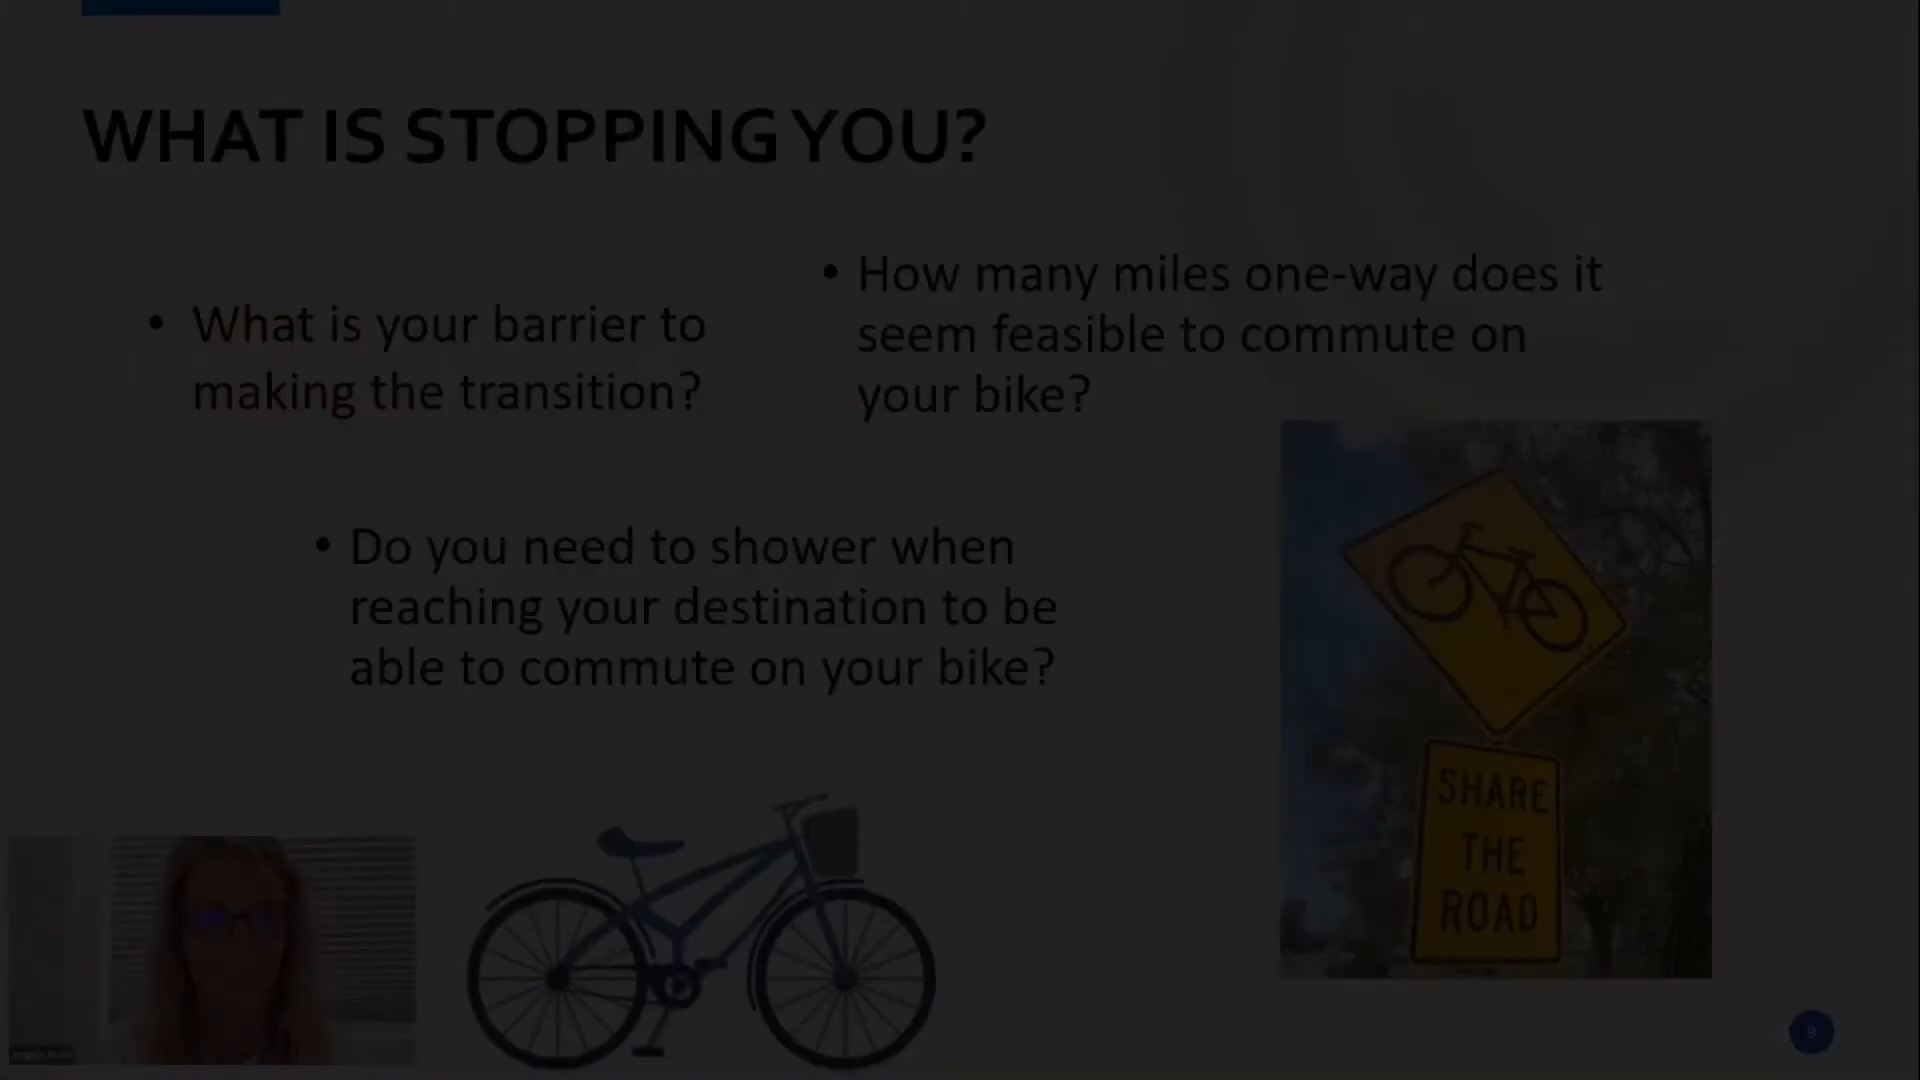 WHAT IS STOPPING YOU?
• What is your barrier to
making the transition?
• How many miles one-way does it
seem feasible to commute on
your bike?
• Do you need to shower when
reaching your destination to be
able to commute on your bike?
SHARE
THE
ROAD
9